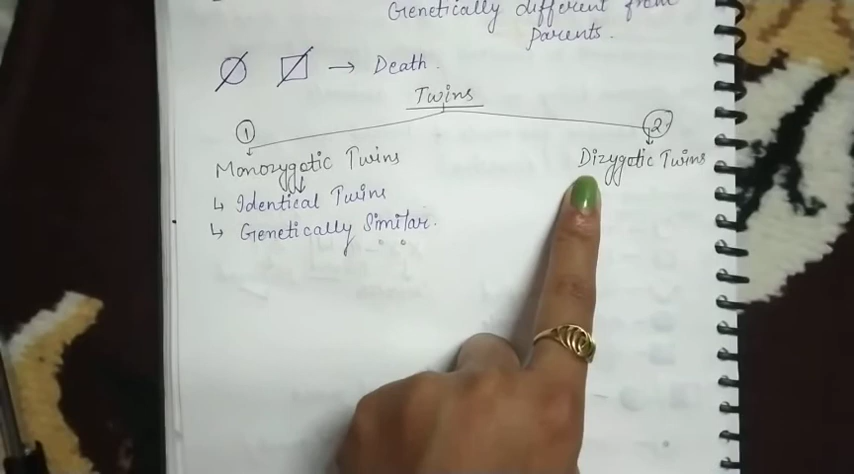 Genetically different from
parents.
→ Death.
Twins
1
2
Monozygotic Twins
Dizygotic Twins
↳ Identical Twins
↳ Genetically Similar.